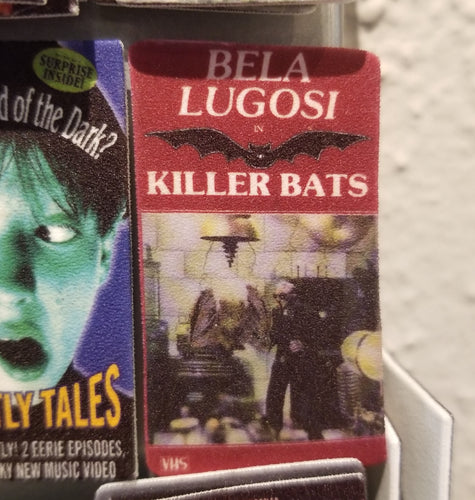 SURPRISE
INSIDE!
d of the Dark?
LY TALES
LY! 2 EERIE EPISODES,
KY NEW MUSIC VIDEO
BELA
LUGOSI
IN
KILLER BATS
VHS